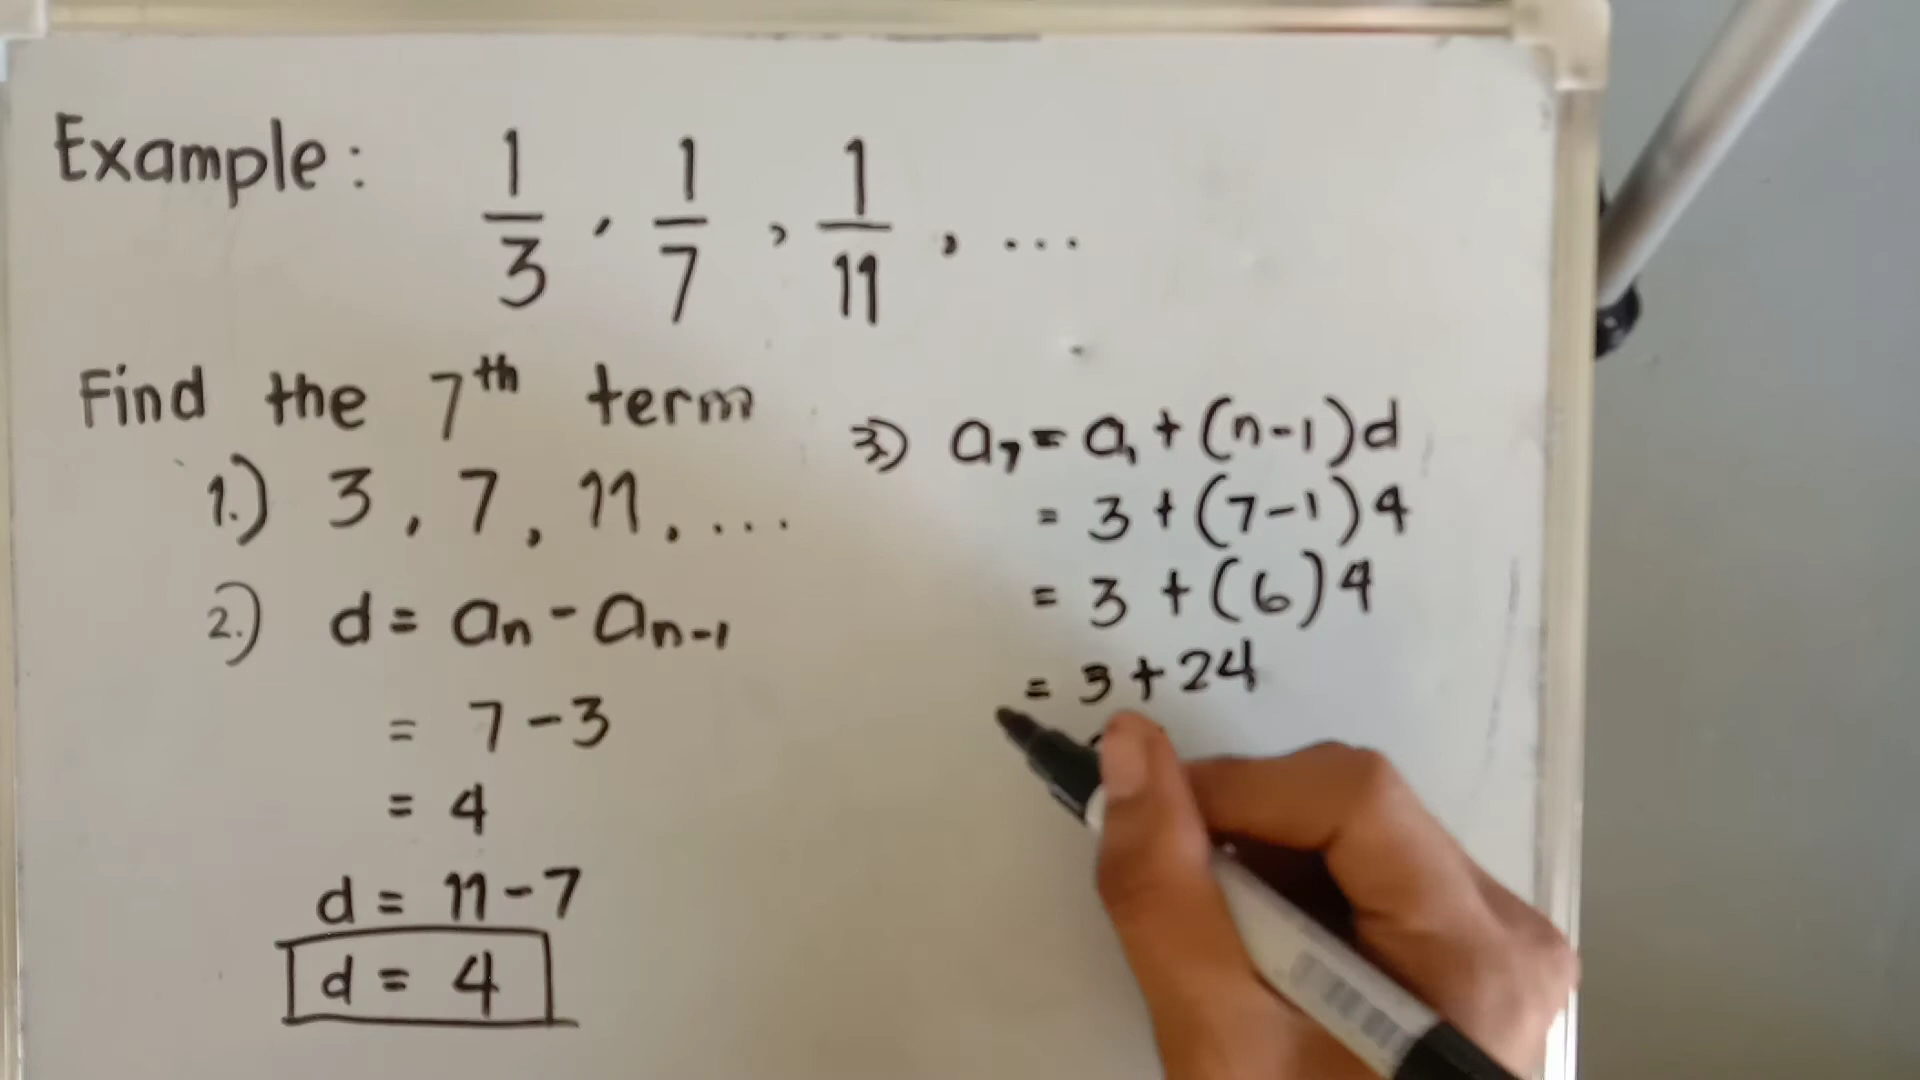 Example: 1/3, 1/7, 1/11, ...
Find the 7th term
1.) 3, 7, 11, ...
2.) d = an - an-1
= 7 - 3
= 4
d = 11 - 7
d = 4
3) a7 = a1 + (n-1)d
= 3 + (7-1)4
= 3 + (6)4
= 3 + 24